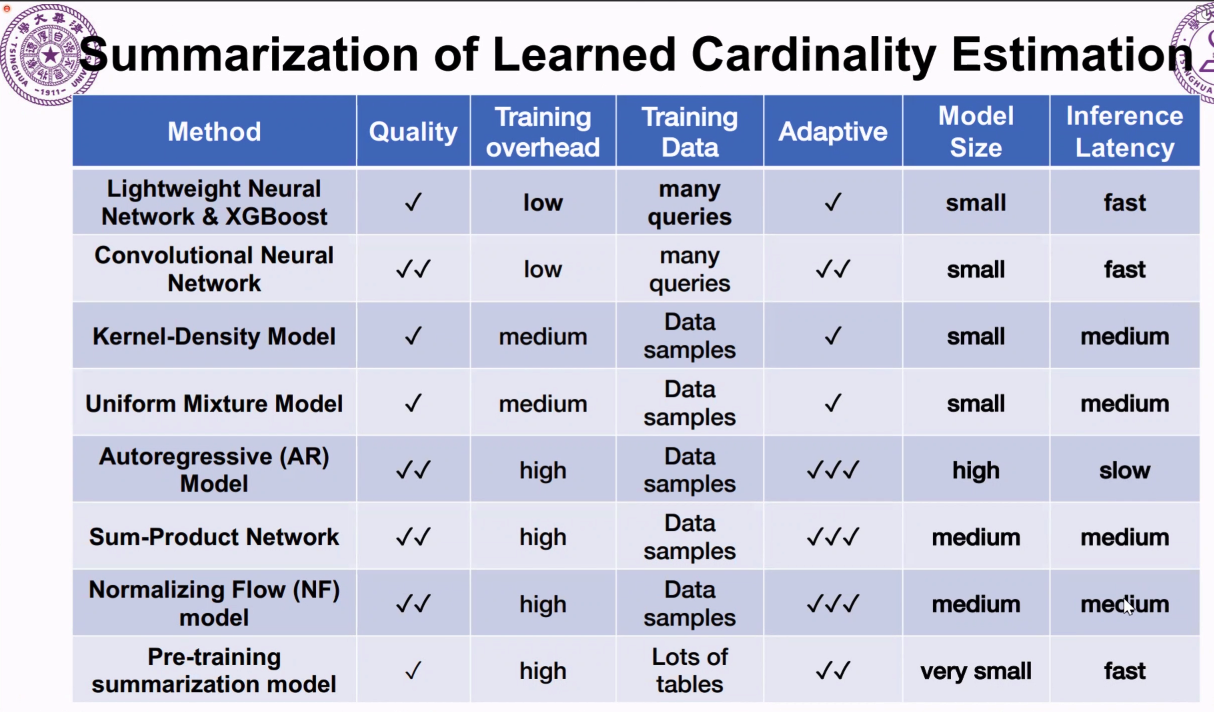 Summarization of Learned Cardinality Estimation
Method Quality Training overhead Training Data Adaptive Model Size Inference Latency
Lightweight Neural Network & XGBoost ✓ low many queries ✓ small fast
Convolutional Neural Network ✓✓ low many queries ✓✓ small fast
Kernel-Density Model ✓ medium Data samples ✓ small medium
Uniform Mixture Model ✓ medium Data samples ✓ small medium
Autoregressive (AR) Model ✓✓ high Data samples ✓✓✓ high slow
Sum-Product Network ✓✓ high Data samples ✓✓✓ medium medium
Normalizing Flow (NF) model ✓✓ high Data samples ✓✓✓ medium medium
Pre-training summarization model ✓ high Lots of tables ✓✓ very small fast
TSINGHUA
-1911-